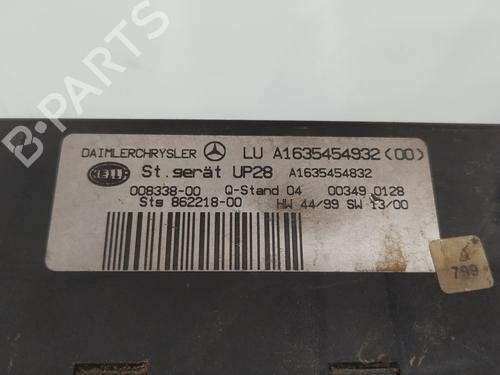 DAIMLERCHRYSLER LU A1635454932 (00)
HELLA St.gerät UP28 A1635454832
008338-00 Q-Stand 04 00349 0128
Stg 862218-00 HW 44/99 SW 13/00
799
B-PARTS